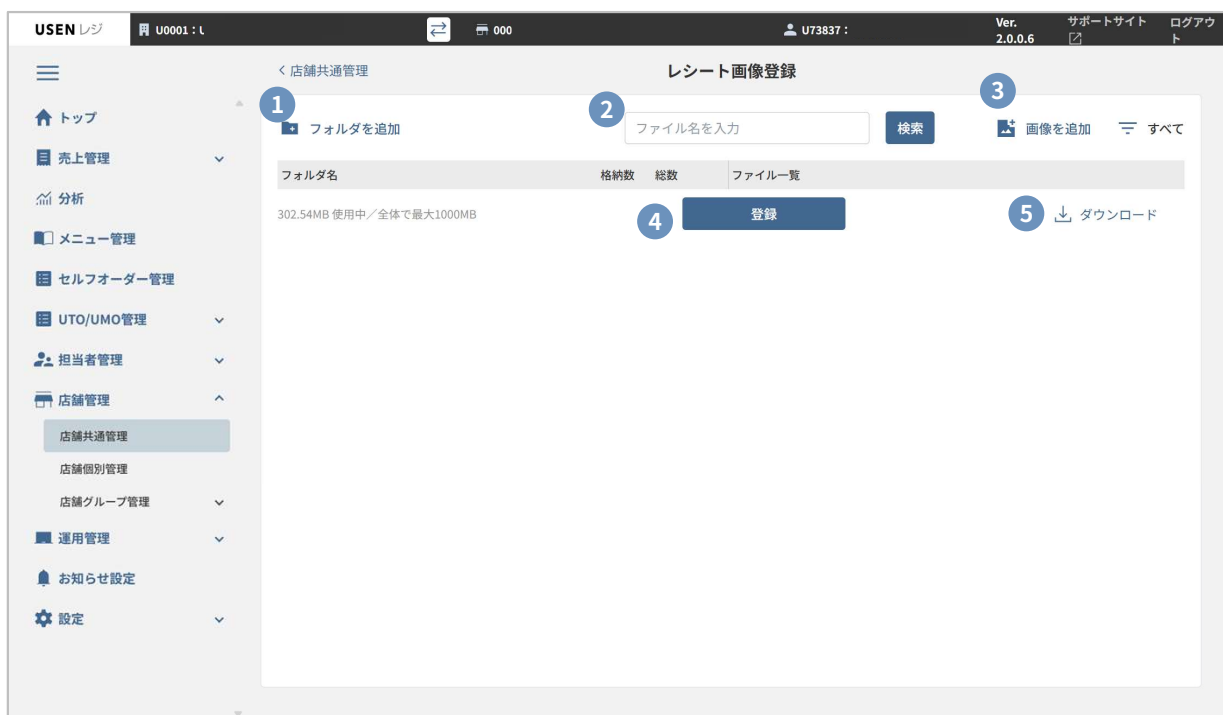 USEN レジ
U0001 : U
000
U73837 :
Ver.
2.0.0.6
サポートサイト
ログアウ
ト
< 店舗共通管理
レシート画像登録
1
フォルダを追加
2
ファイル名を入力
検索
3
画像を追加
すべて
フォルダ名
格納数
総数
ファイル一覧
302.54MB 使用中／全体で最大1000MB
4
登録
5
ダウンロード
トップ
売上管理
分析
メニュー管理
セルフオーダー管理
UTO/UMO管理
担当者管理
店舗管理
店舗共通管理
店舗個別管理
店舗グループ管理
運用管理
お知らせ設定
設定